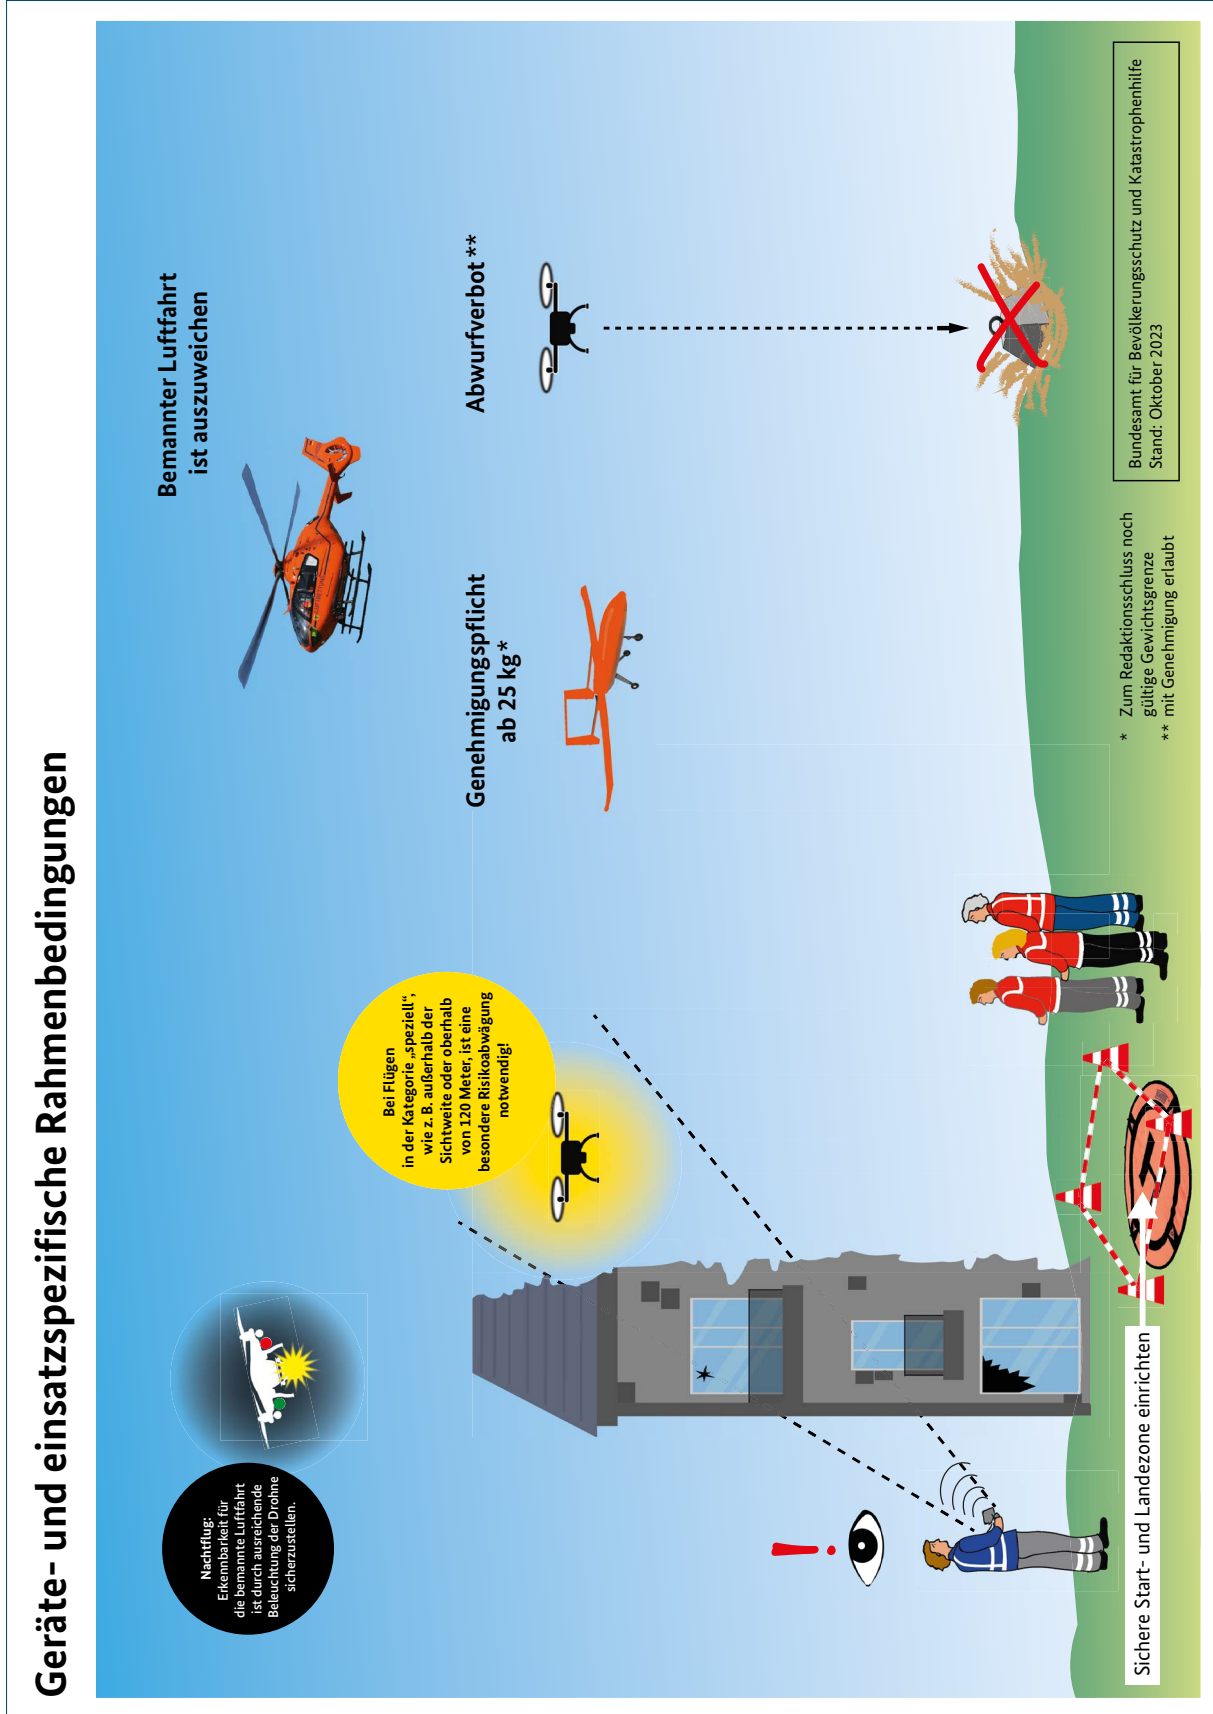 Geräte- und einsatzspezifische Rahmenbedingungen
Nachtflug:
Erkennbarkeit für
die bemannte Luftfahrt
ist durch ausreichende
Beleuchtung der Drohne
sicherzustellen.
Bemannter Luftfahrt
ist auszuweichen
Bei Flügen
in der Kategorie „speziell“,
wie z. B. außerhalb der
Sichtweite oder oberhalb
von 120 Meter, ist eine
besondere Risikoabwägung
notwendig!
Genehmigungspflicht
ab 25 kg*
Abwurfverbot**
Sichere Start- und Landezone einrichten
* Zum Redaktionsschluss noch
gültige Gewichtsgrenze
** mit Genehmigung erlaubt
Bundesamt für Bevölkerungsschutz und Katastrophenhilfe
Stand: Oktober 2023